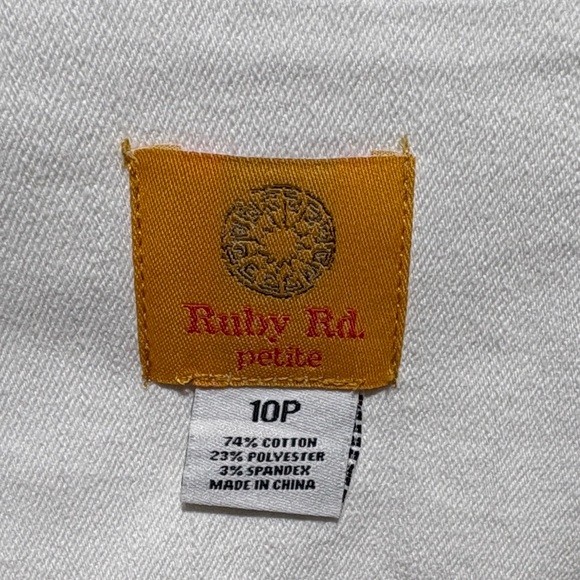 Ruby Rd.
petite
10P
74% COTTON
23% POLYESTER
3% SPANDEX
MADE IN CHINA